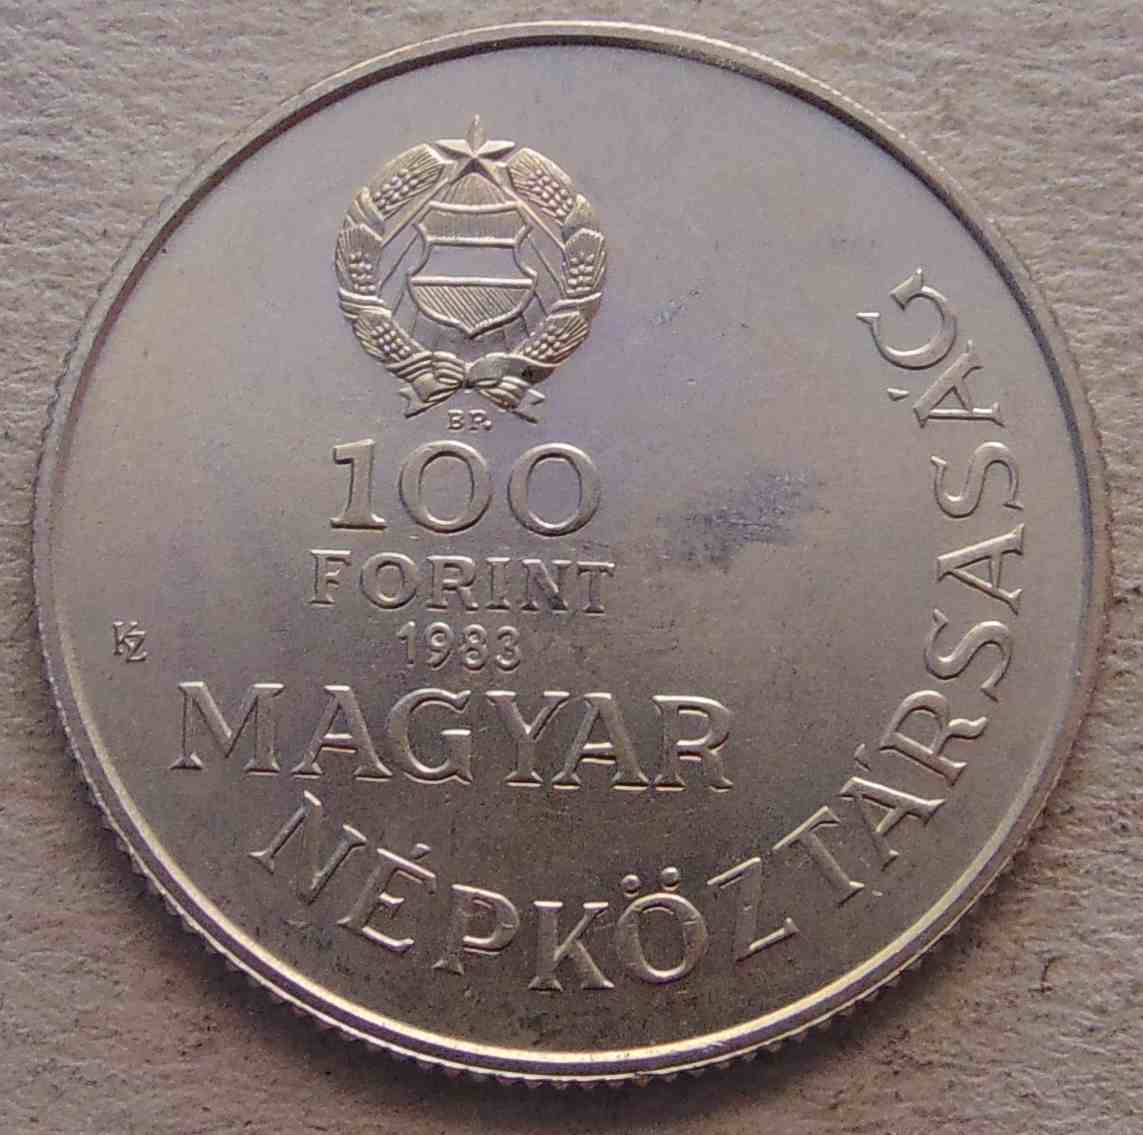 BP.
100
FORINT
1983
KZ
MAGYAR
NÉPKÖZTÁRSASÁG